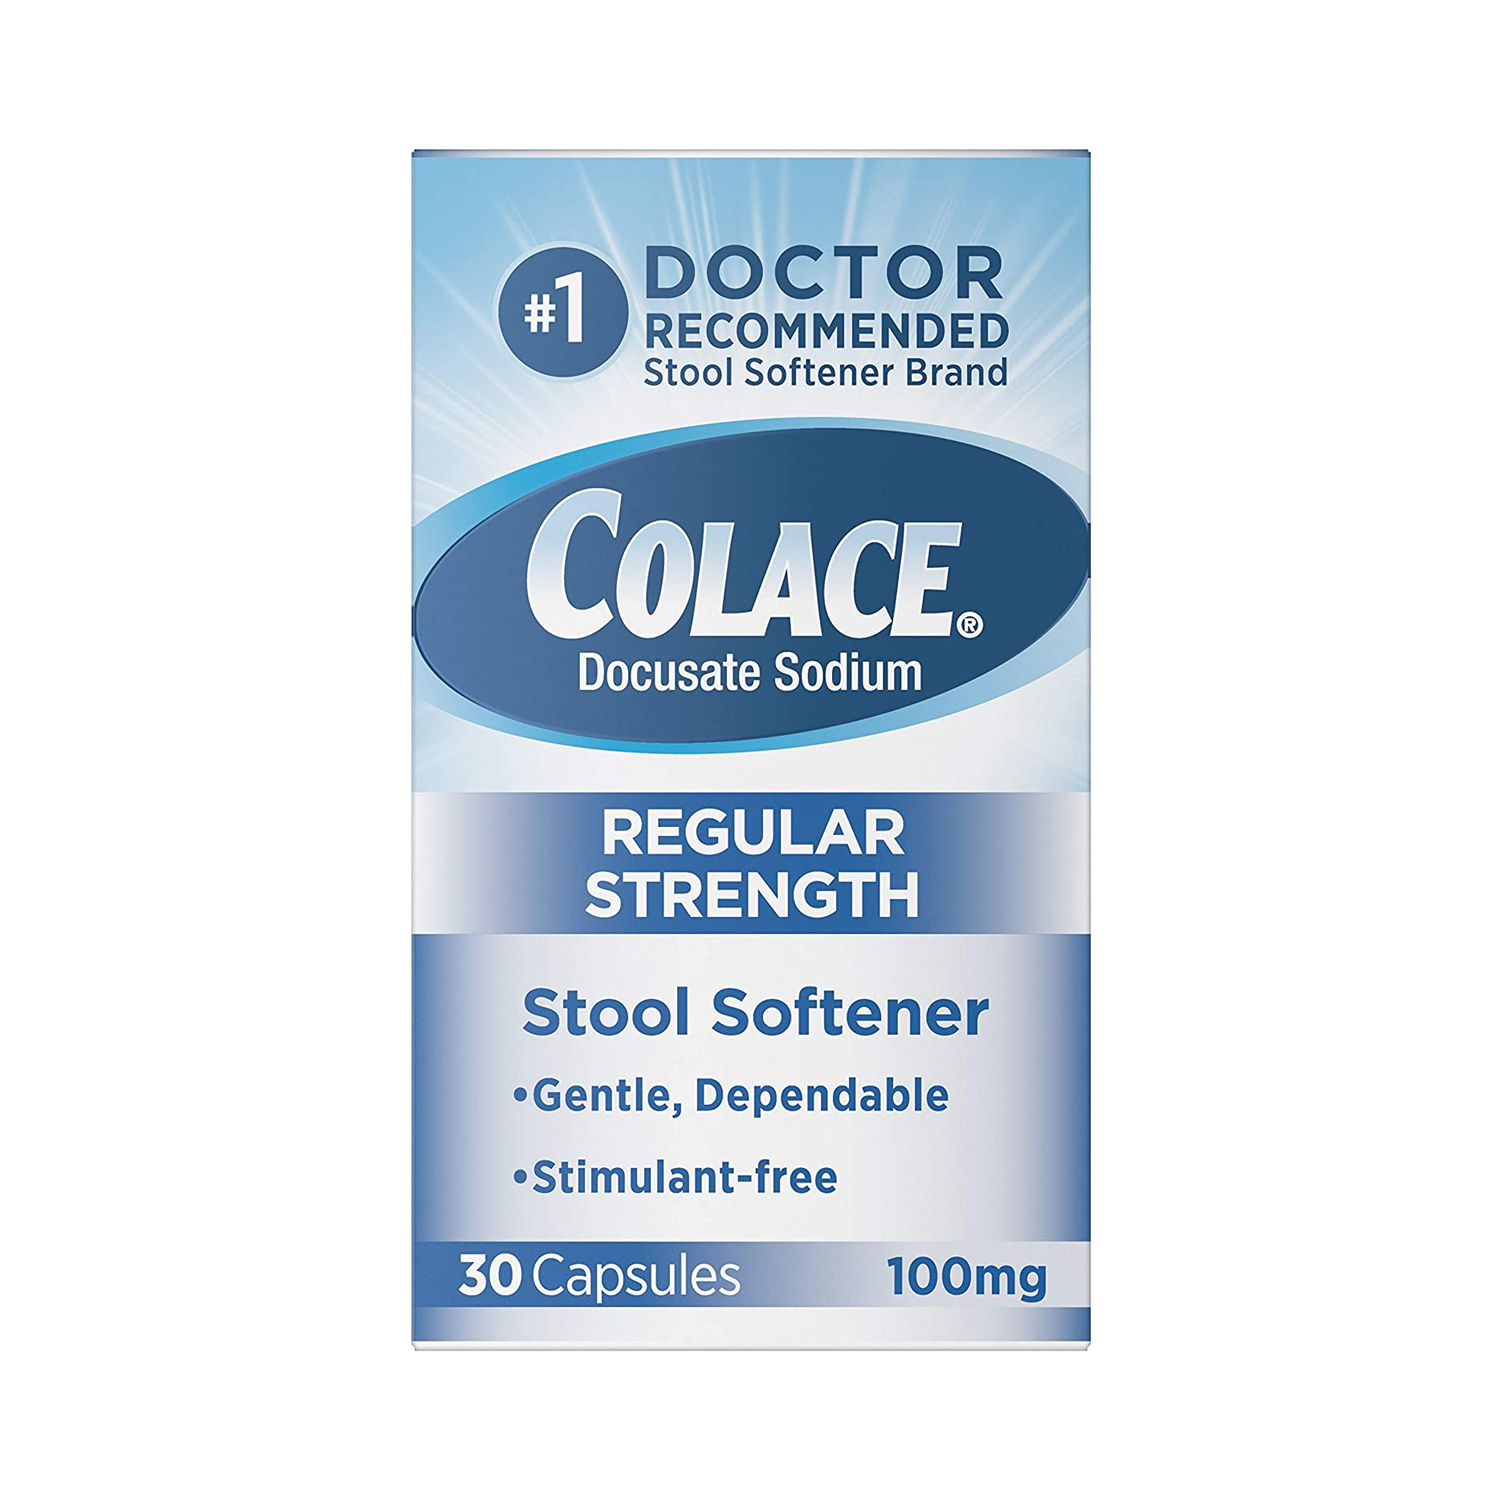 #1 DOCTOR
RECOMMENDED
Stool Softener Brand
COLACE®
Docusate Sodium
REGULAR
STRENGTH
Stool Softener
•Gentle, Dependable
•Stimulant-free
30 Capsules 100mg